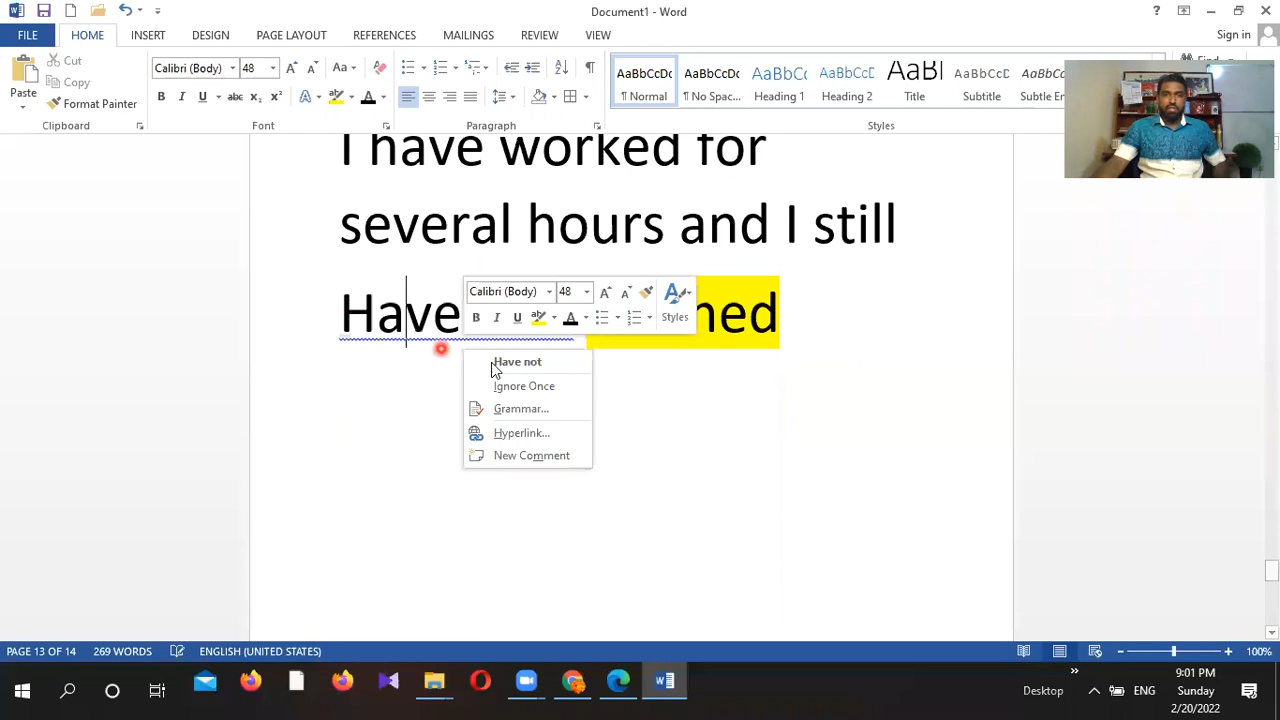 Document1 - Word
FILE HOME INSERT DESIGN PAGE LAYOUT REFERENCES MAILINGS REVIEW VIEW Sign in
Paste Cut Copy Format Painter
Calibri (Body) 48
AaBbCcDc ¶ Normal
AaBbCcDc ¶ No Spac...
AaBbCc Heading 1
AaBbCcD Heading 2
Title
AaBbCcD Subtitle
Subtle Em
Clipboard Font Paragraph Styles
I have worked for
several hours and I still
Have
Calibri (Body) 48
Styles
Have not
Ignore Once
Grammar...
Hyperlink...
New Comment
PAGE 13 OF 14 269 WORDS ENGLISH (UNITED STATES) 100%
Desktop ENG
9:01 PM
Sunday
2/20/2022